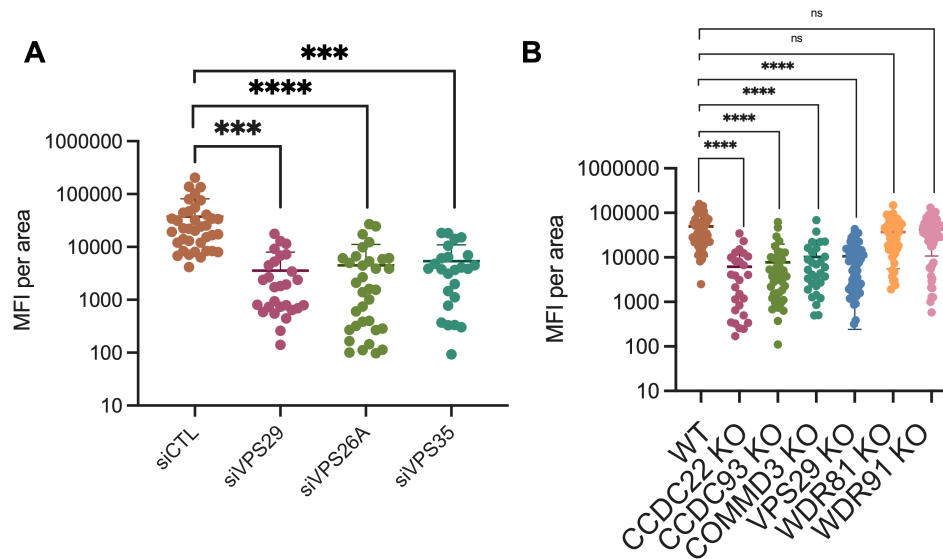 A
***
****
***
MFI per area
1000000
100000
10000
1000
100
10
siCTL
siVPS29
siVPS26A
siVPS35
B
ns
ns
****
****
****
****
MFI per area
1000000
100000
10000
1000
100
10
WT
CCDC22 KO
CCDC93 KO
COMMD3 KO
VPS29 KO
WDR81 KO
WDR91 KO